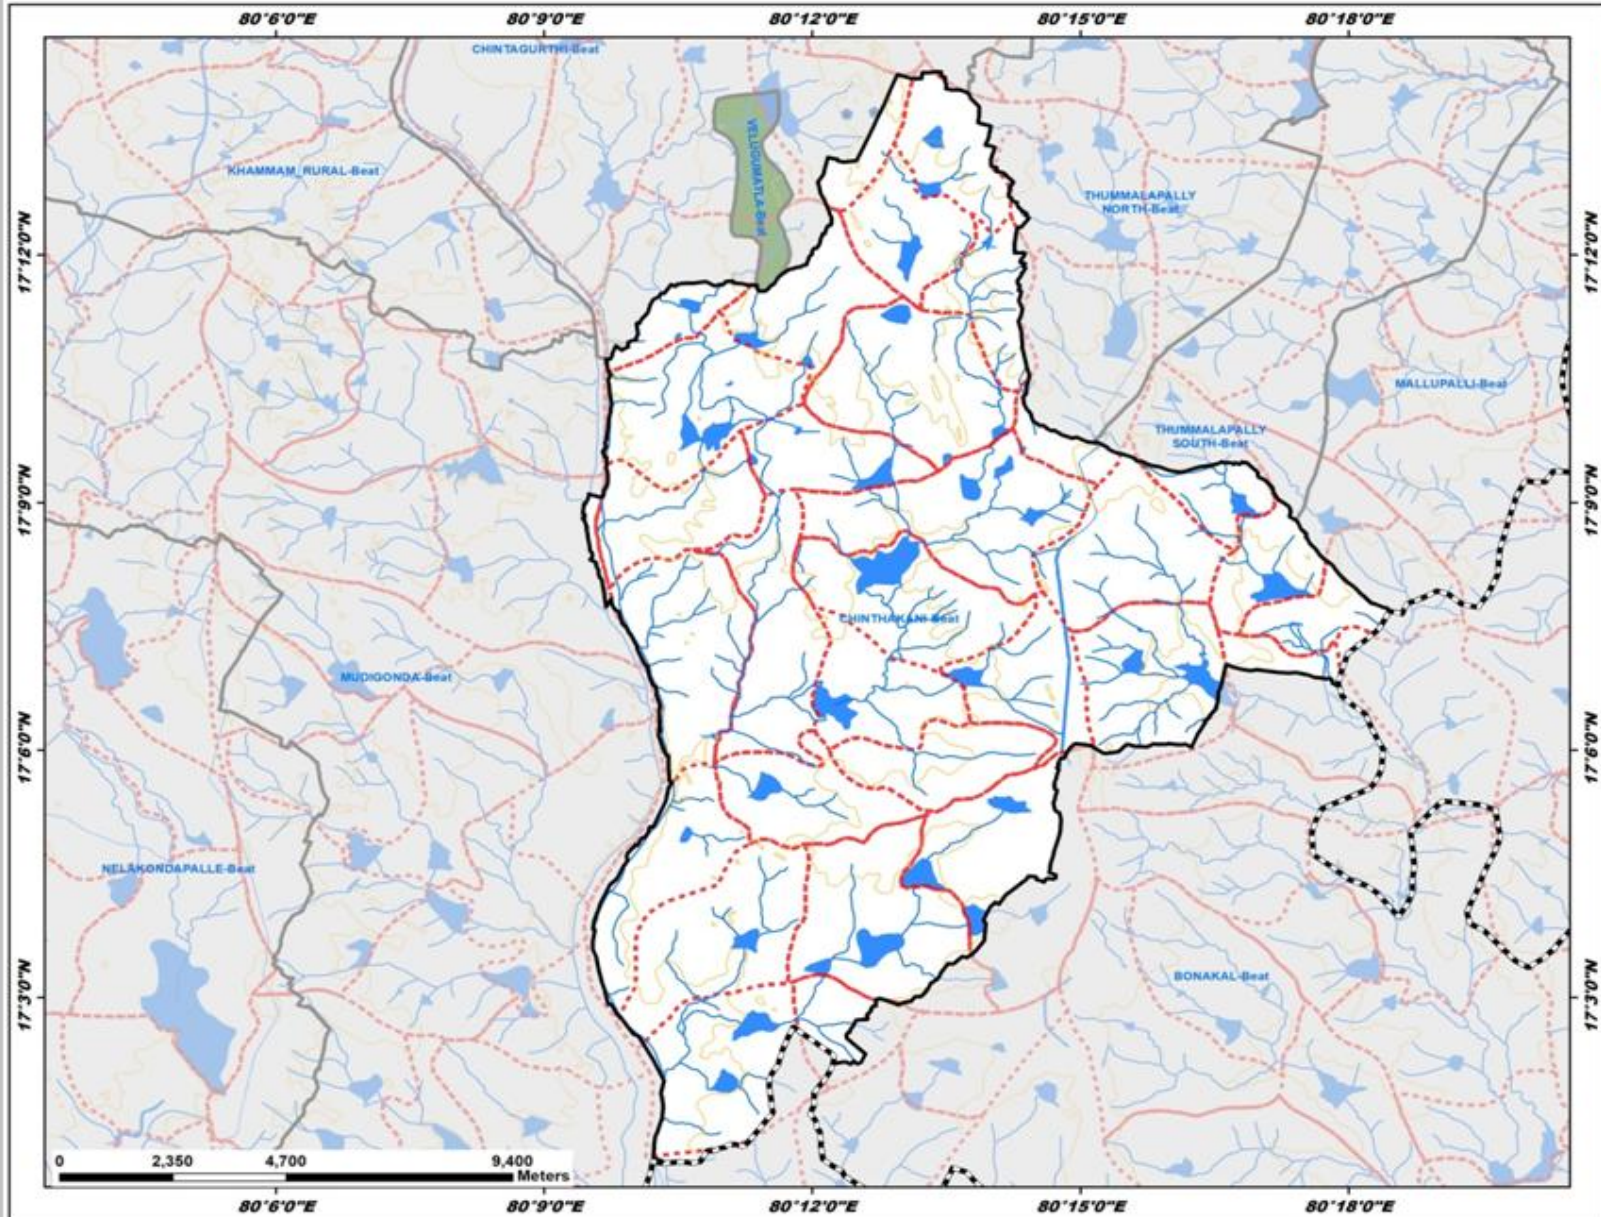 80°6'0"E 80°9'0"E 80°12'0"E 80°15'0"E 80°18'0"E
CHINTAGURTHI-Beat
VELUGUMATLA-Beat
KHAMMAM_RURAL-Beat
THUMMALAPALLY
NORTH-Beat
17°12'0"N 17°12'0"N
MALLUPALLI-Beat
THUMMALAPALLY
SOUTH-Beat
17°9'0"N 17°9'0"N
CHINTHAKANI-Beat
MUDIGONDA-Beat
17°6'0"N 17°6'0"N
NELAKONDAPALLE-Beat
BONAKAL-Beat
17°3'0"N 17°3'0"N
0 2,350 4,700 9,400
Meters
80°6'0"E 80°9'0"E 80°12'0"E 80°15'0"E 80°18'0"E